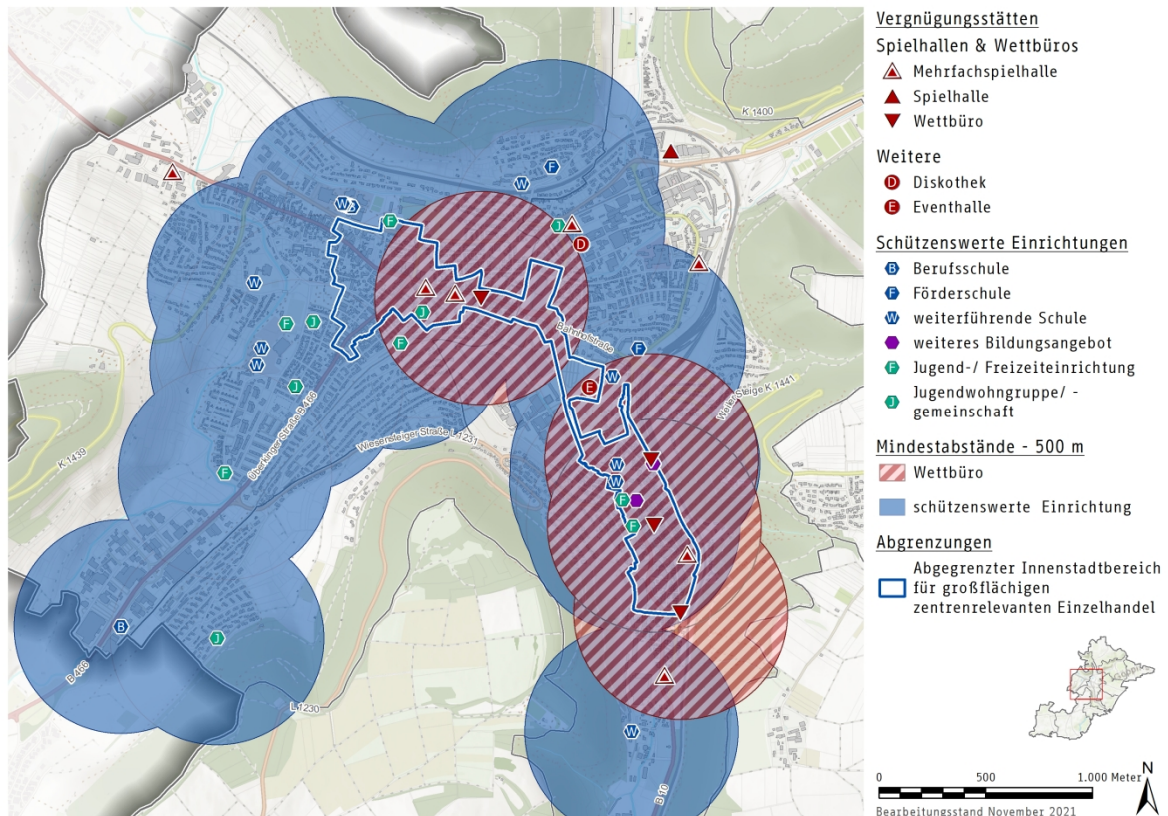 K 1400
K 1439
Bahnhofstraße
Weiler Steige K 1441
Überkinger Straße B 466
Wiesensteiger Straße L 1231
B 466
L 1230
B 10
W
F
W
F
J
D
W
F
J
J
F
W
W
J
F
E
F
W
W
W
F
F
B
J
W
Vergnügungsstätten
Spielhallen & Wettbüros
Mehrfachspielhalle
Spielhalle
Wettbüro
Weitere
D Diskothek
E Eventhalle
Schützenswerte Einrichtungen
B Berufsschule
F Förderschule
W weiterführende Schule
weiteres Bildungsangebot
F Jugend-/ Freizeiteinrichtung
J Jugendwohngruppe/ -
gemeinschaft
Mindestabstände - 500 m
Wettbüro
schützenswerte Einrichtung
Abgrenzungen
Abgegrenzter Innenstadtbereich
für großflächigen
zentrenrelevanten Einzelhandel
0 500 1.000 Meter
N
Bearbeitungsstand November 2021